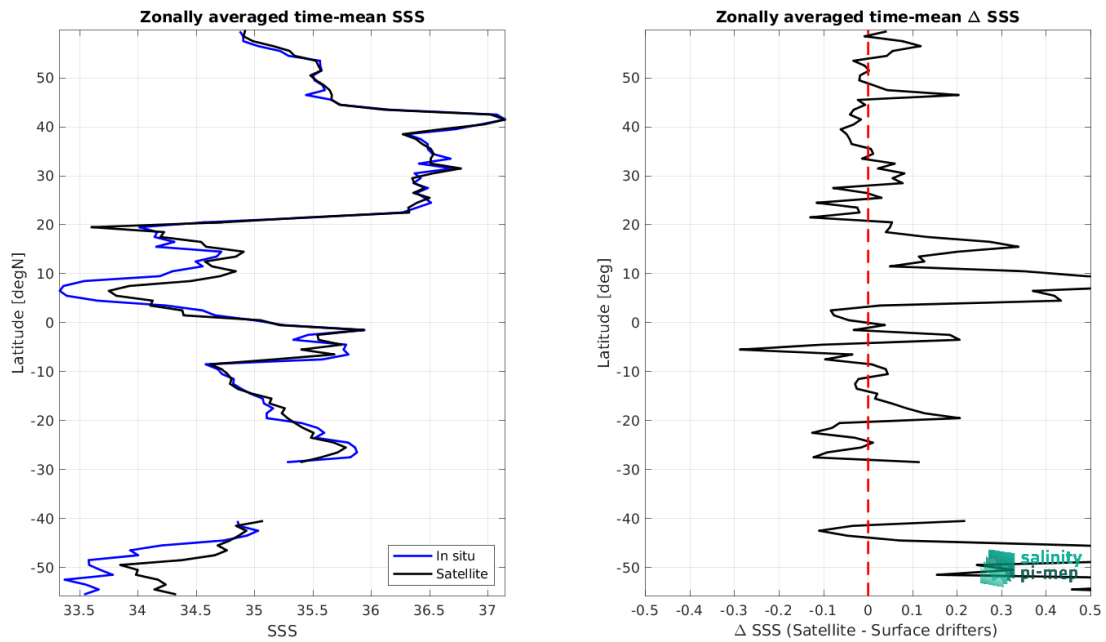 Zonally averaged time-mean SSS
Latitude [degN]
50
40
30
20
10
0
-10
-20
-30
-40
-50
33.5 34 34.5 35 35.5 36 36.5 37
SSS
In situ
Satellite
Zonally averaged time-mean Δ SSS
Latitude [deg]
50
40
30
20
10
0
-10
-20
-30
-40
-50
-0.5 -0.4 -0.3 -0.2 -0.1 0 0.1 0.2 0.3 0.4 0.5
Δ SSS (Satellite - Surface drifters)
salinity
pi-mep